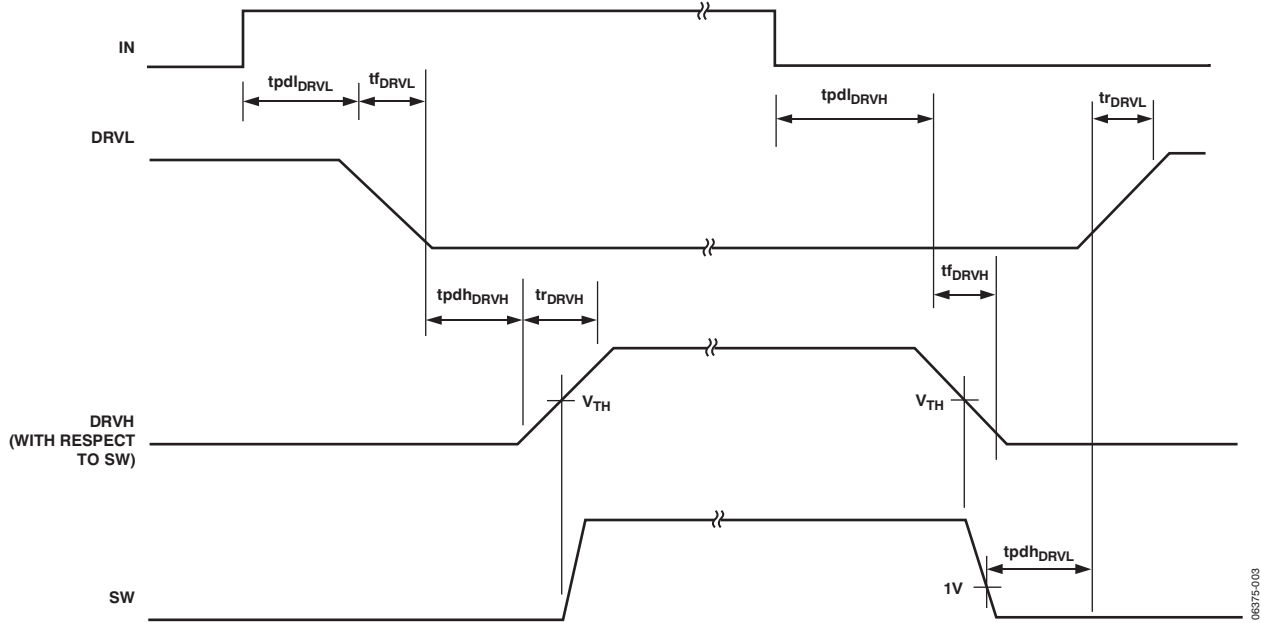 IN
tpdlDRVL
tfDRVL
tpdlDRVH
trDRVL
DRVL
tfDRVH
tpdhDRVH
trDRVH
VTH
VTH
DRVH
(WITH RESPECT
TO SW)
tpdhDRVL
1V
SW
06375-003